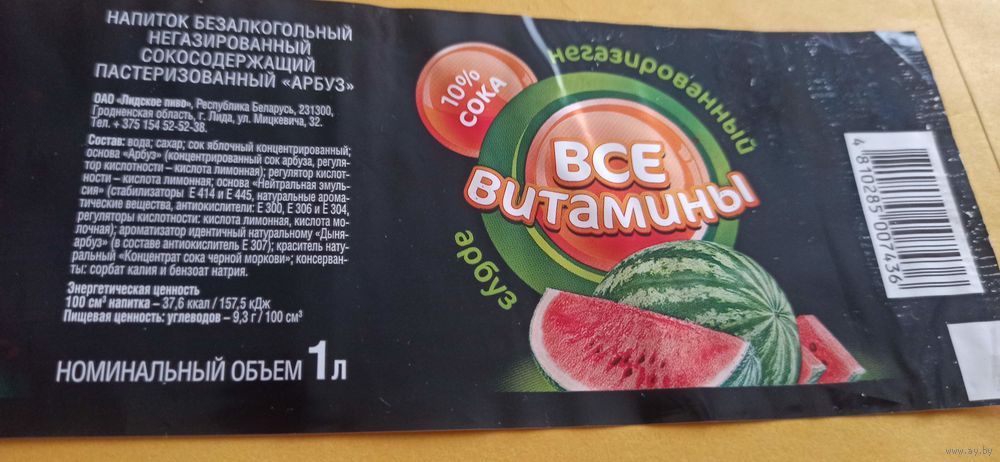 НАПИТОК БЕЗАЛКОГОЛЬНЫЙ
НЕГАЗИРОВАННЫЙ
СОКОСОДЕРЖАЩИЙ
ПАСТЕРИЗОВАННЫЙ «АРБУЗ»
ОАО «Лидское пиво», Республика Беларусь, 231300,
Гродненская область, г. Лида, ул. Мицкевича, 32.
Тел. + 375 154 52-52-38.
Состав: вода; сахар; сок яблочный концентрированный;
основа «Арбуз» (концентрированный сок арбуза, регуля-
тор кислотности – кислота лимонная); регулятор кислот-
ности – кислота лимонная; основа «Нейтральная эмуль-
сия» (стабилизаторы Е 414 и Е 445, натуральные арома-
тические вещества, антиокислители: Е 300, Е 306 и Е 304,
регуляторы кислотности: кислота лимонная, кислота мо-
лочная); ароматизатор идентичный натуральному «Дыня-
арбуз» (в составе антиокислитель Е 307); краситель нату-
ральный «Концентрат сока черной моркови»; консерван-
ты: сорбат калия и бензоат натрия.
Энергетическая ценность
100 см³ напитка – 37,6 ккал / 157,5 кДж
Пищевая ценность: углеводов – 9,3 г / 100 см³
НОМИНАЛЬНЫЙ ОБЪЕМ 1 л
10%
СОКА
негазированный
ВСЕ
витамины
арбуз
4 810285 007436
www.ay.by